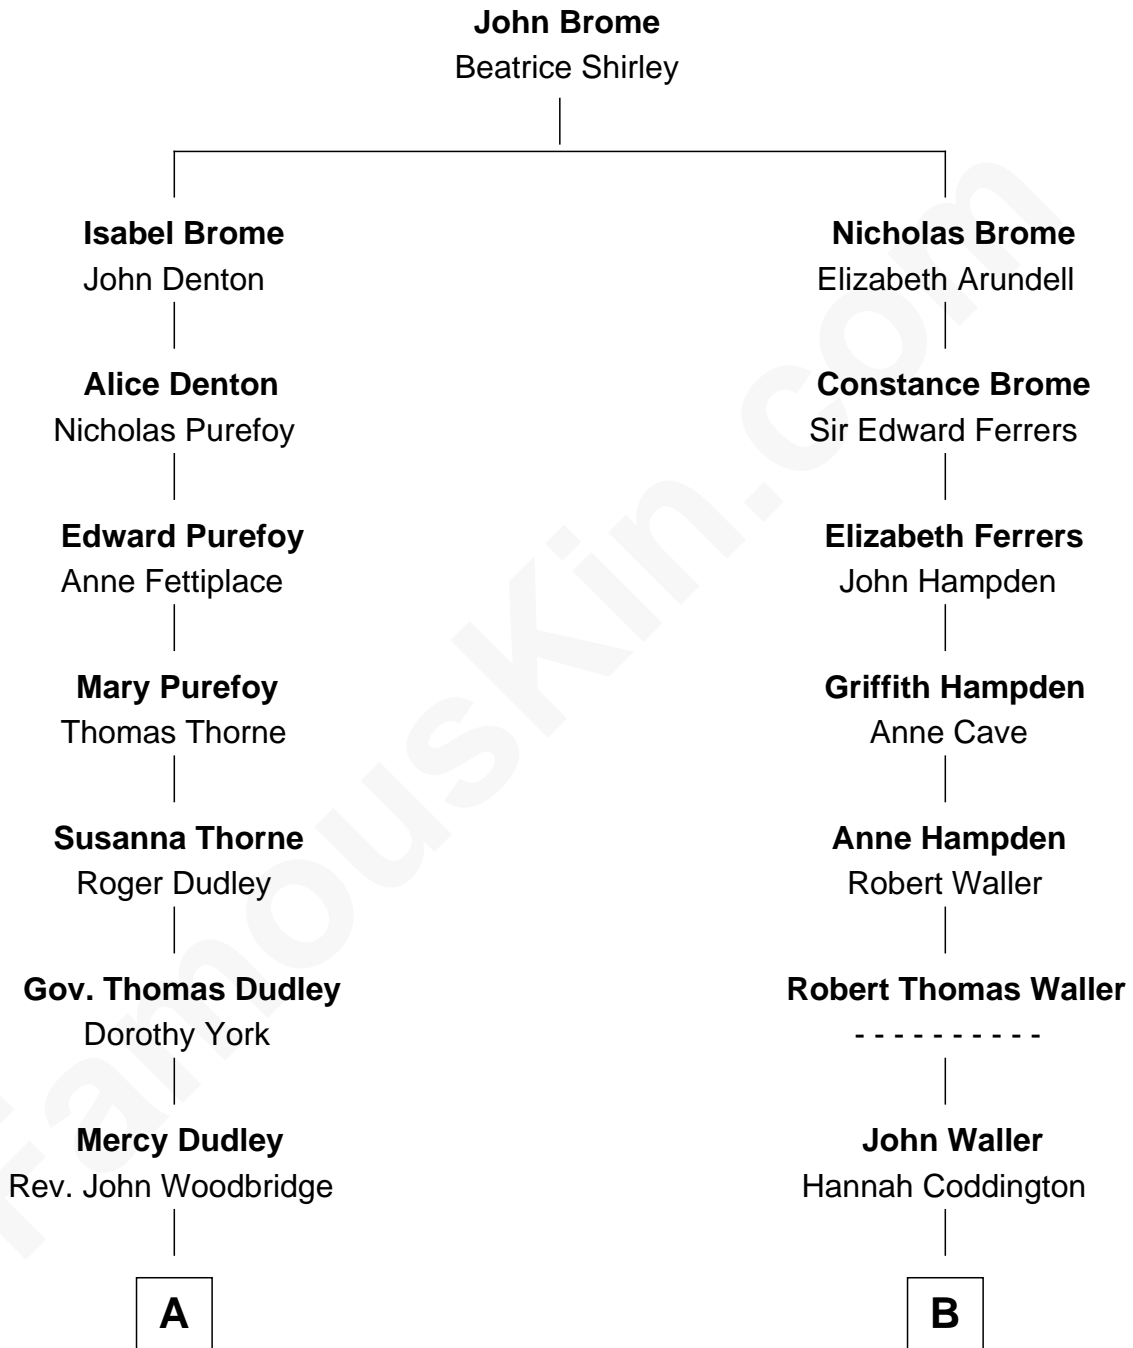 John Brome
Beatrice Shirley
Isabel Brome
John Denton
Nicholas Brome
Elizabeth Arundell
Alice Denton
Nicholas Purefoy
Constance Brome
Sir Edward Ferrers
Edward Purefoy
Anne Fettiplace
Elizabeth Ferrers
John Hampden
Mary Purefoy
Thomas Thorne
Griffith Hampden
Anne Cave
Susanna Thorne
Roger Dudley
Anne Hampden
Robert Waller
Gov. Thomas Dudley
Dorothy York
Robert Thomas Waller
- - - - - - - - - -
Mercy Dudley
Rev. John Woodbridge
John Waller
Hannah Coddington
A
B
FamousKin.com